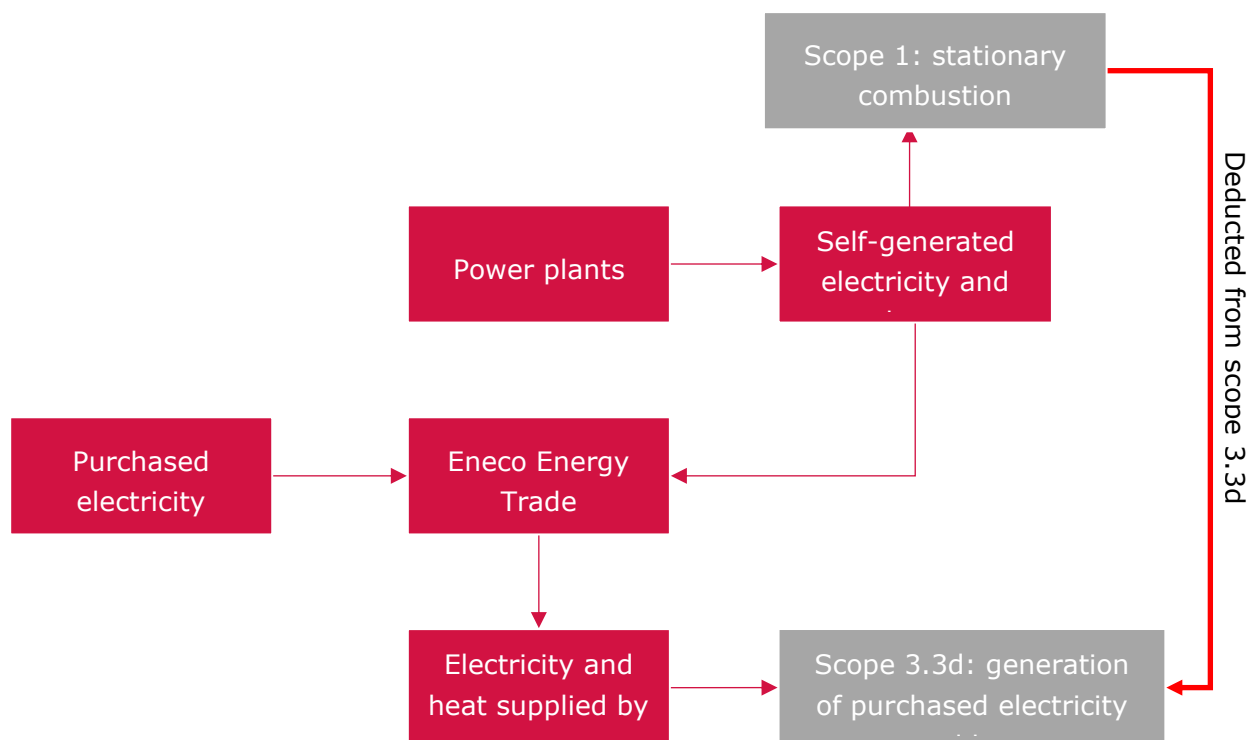 Scope 1: stationary
combustion
Deducted from scope 3.3d
Power plants
Self-generated
electricity and
Purchased
electricity
Eneco Energy
Trade
Electricity and
heat supplied by
Scope 3.3d: generation
of purchased electricity